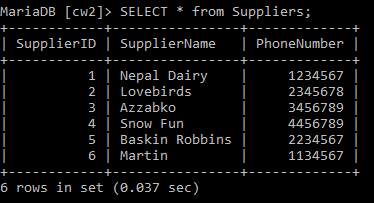 MariaDB [cw2]> SELECT * from Suppliers;
+------------+----------------+-------------+
| SupplierID | SupplierName   | PhoneNumber |
+------------+----------------+-------------+
|          1 | Nepal Dairy    |     1234567 |
|          2 | Lovebirds      |     2345678 |
|          3 | Azzabko        |     3456789 |
|          4 | Snow Fun       |     4456789 |
|          5 | Baskin Robbins |     2234567 |
|          6 | Martin         |     1134567 |
+------------+----------------+-------------+
6 rows in set (0.037 sec)